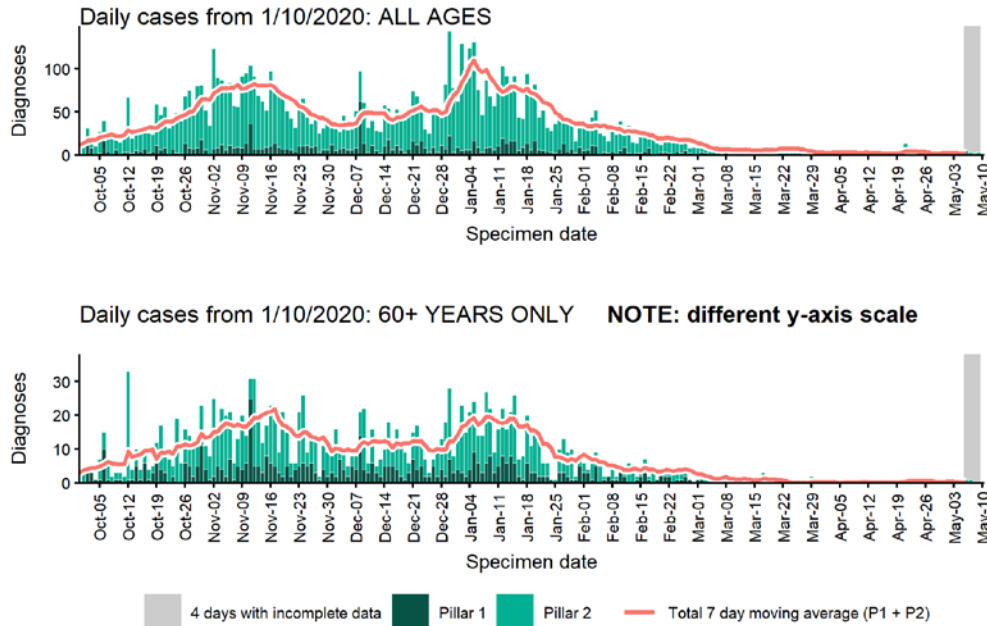 Daily cases from 1/10/2020: ALL AGES
Diagnoses
100
50
0
Oct-05 Oct-12 Oct-19 Oct-26 Nov-02 Nov-09 Nov-16 Nov-23 Nov-30 Dec-07 Dec-14 Dec-21 Dec-28 Jan-04 Jan-11 Jan-18 Jan-25 Feb-01 Feb-08 Feb-15 Feb-22 Mar-01 Mar-08 Mar-15 Mar-22 Mar-29 Apr-05 Apr-12 Apr-19 Apr-26 May-03 May-10
Specimen date
Daily cases from 1/10/2020: 60+ YEARS ONLY NOTE: different y-axis scale
Diagnoses
30
20
10
0
Oct-05 Oct-12 Oct-19 Oct-26 Nov-02 Nov-09 Nov-16 Nov-23 Nov-30 Dec-07 Dec-14 Dec-21 Dec-28 Jan-04 Jan-11 Jan-18 Jan-25 Feb-01 Feb-08 Feb-15 Feb-22 Mar-01 Mar-08 Mar-15 Mar-22 Mar-29 Apr-05 Apr-12 Apr-19 Apr-26 May-03 May-10
Specimen date
4 days with incomplete data Pillar 1 Pillar 2 Total 7 day moving average (P1 + P2)